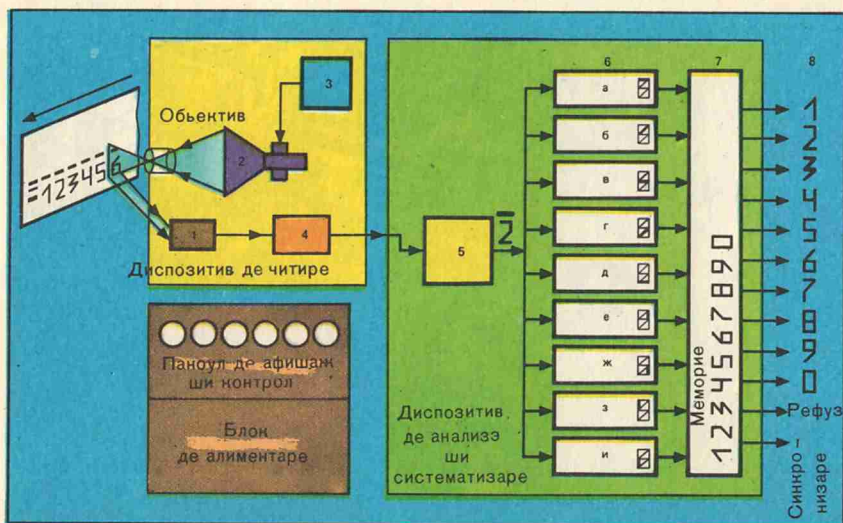 3
Обьектив
2
=123456
1
4
Диспозитив де читире
Паноул де афишаж
ши контрол
Блок
де алиментаре
5
2
Диспозитив
де анализэ
ши
систематизаре
6
а
б
в
г
д
е
ж
з
и
7
Меморие
1234567890
8
1
2
3
4
5
6
7
8
9
0
Рефуз
Синкро-
низаре